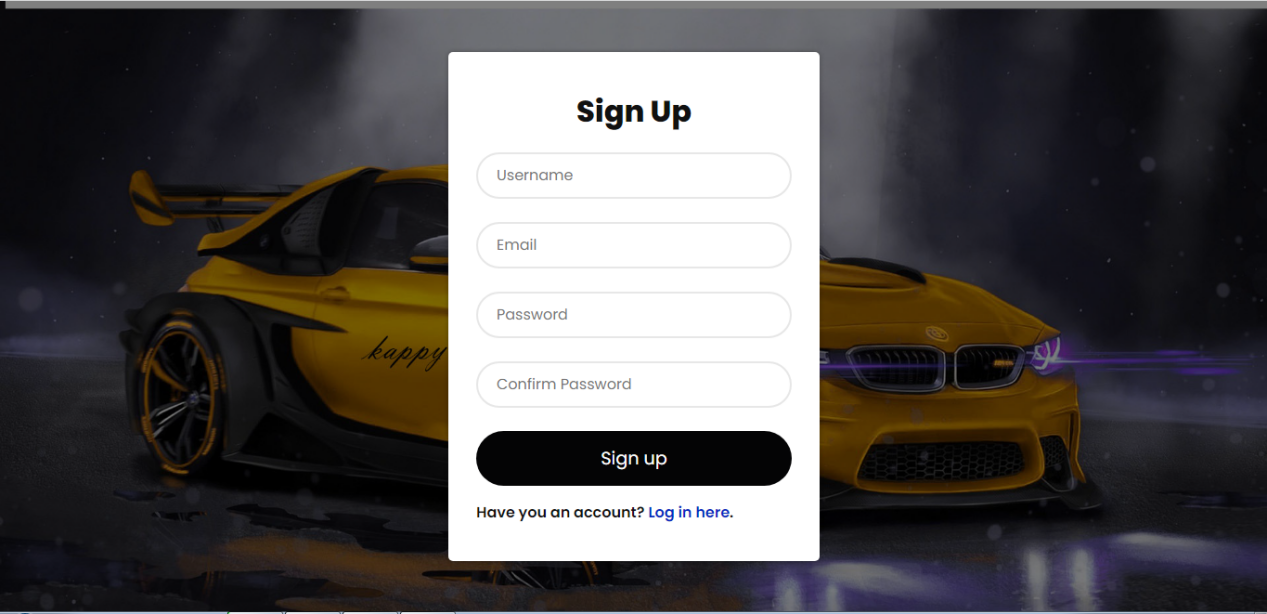 Sign Up
Username
Email
kappy
Password
Confirm Password
Sign up
Have you an account? Log in here.